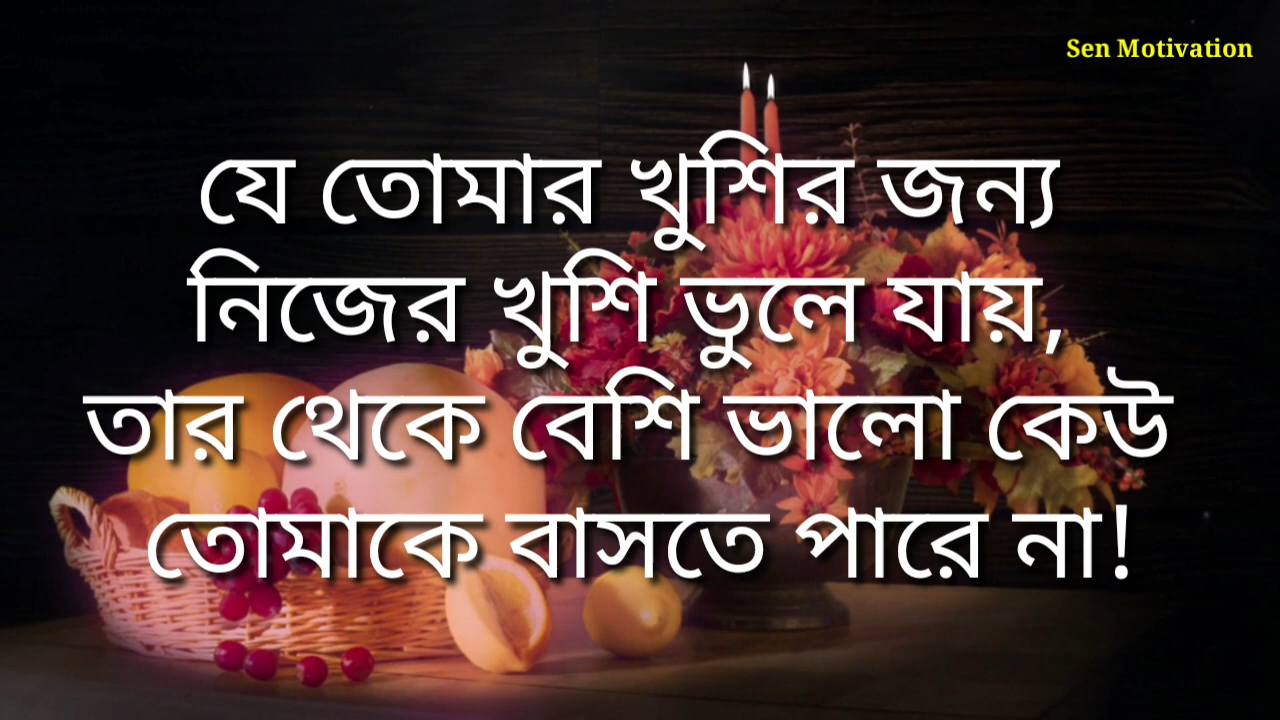 Sen Motivation
যে তোমার খুশির জন্য
নিজের খুশি ভুলে যায়,
তার থেকে বেশি ভালো কেউ
তোমাকে বাসতে পারে না!